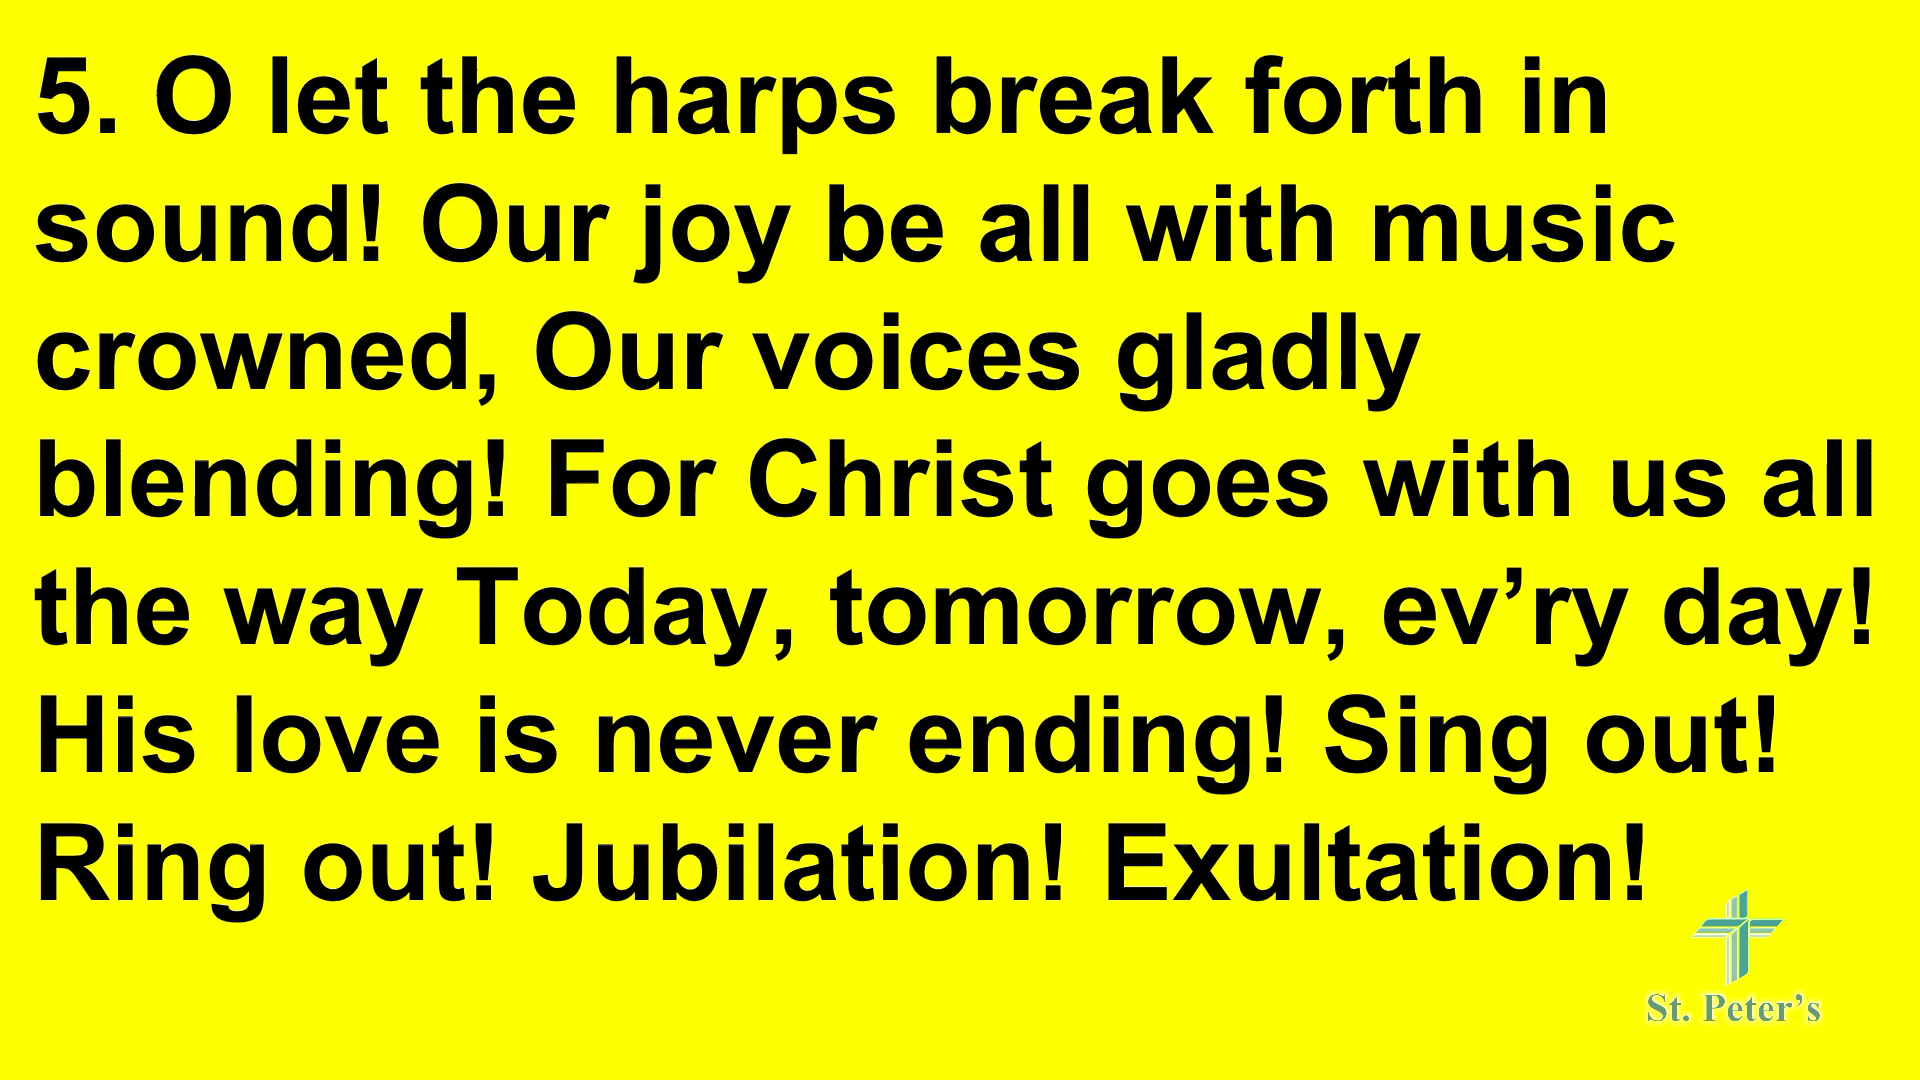 5. O let the harps break forth in
sound! Our joy be all with music
crowned, Our voices gladly
blending! For Christ goes with us all
the way Today, tomorrow, ev’ry day!
His love is never ending! Sing out!
Ring out! Jubilation! Exultation!
St. Peter’s